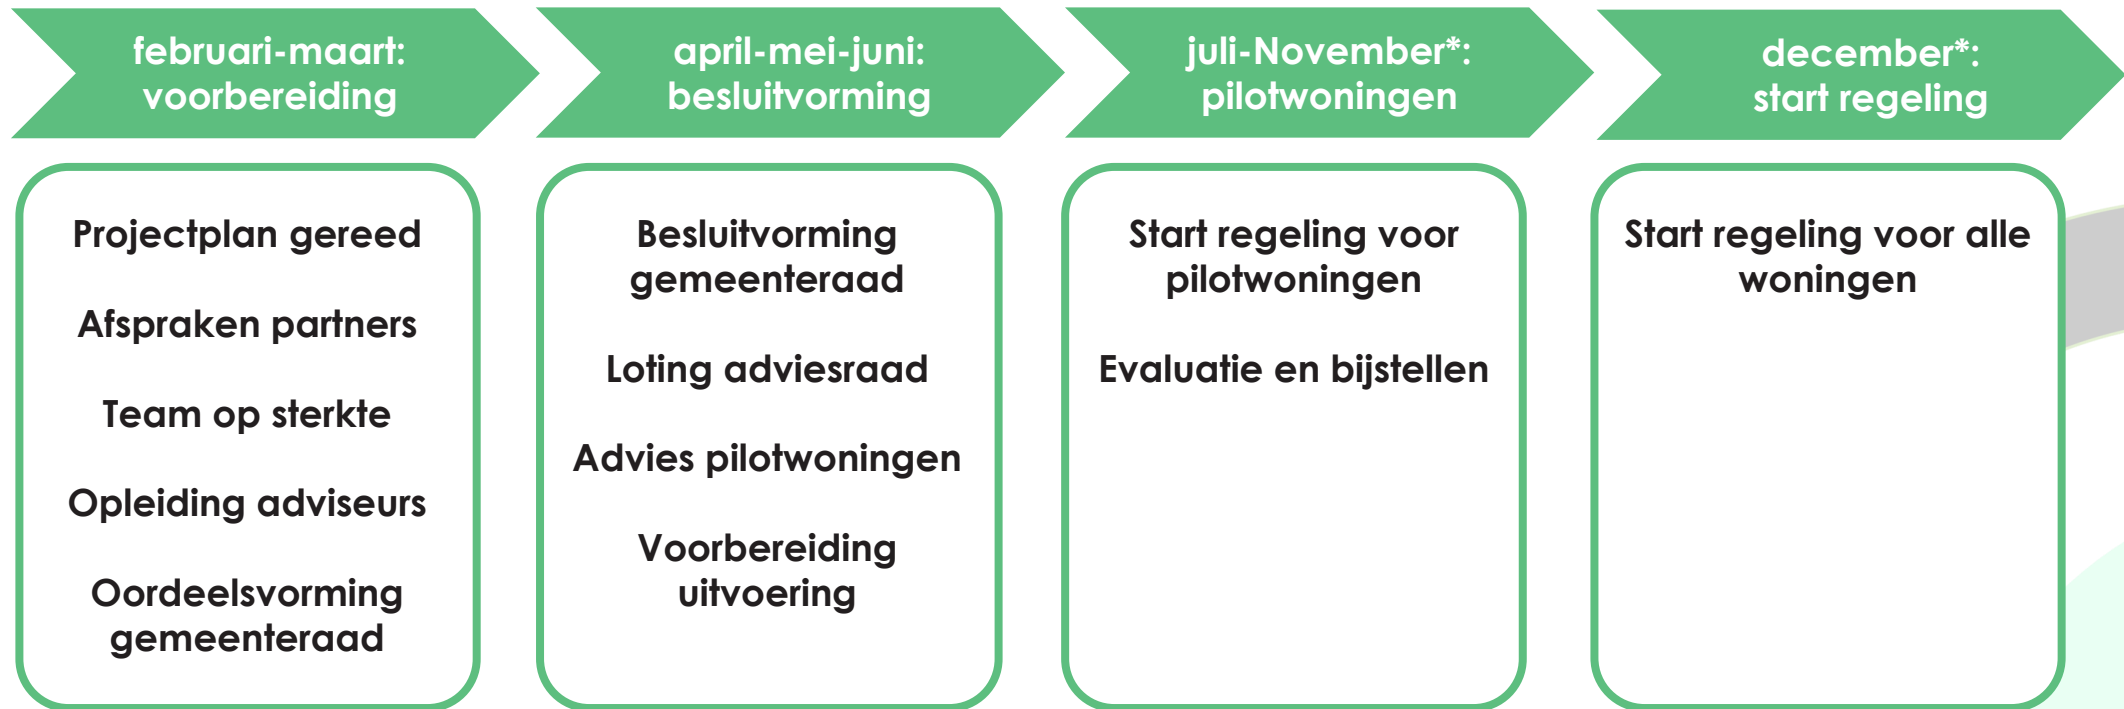 februari-maart:
voorbereiding
april-mei-juni:
besluitvorming
juli-November*:
pilotwoningen
december*:
start regeling
Projectplan gereed
Afspraken partners
Team op sterkte
Opleiding adviseurs
Oordeelsvorming
gemeenteraad
Besluitvorming
gemeenteraad
Loting adviesraad
Advies pilotwoningen
Voorbereiding
uitvoering
Start regeling voor
pilotwoningen
Evaluatie en bijstellen
Start regeling voor alle
woningen